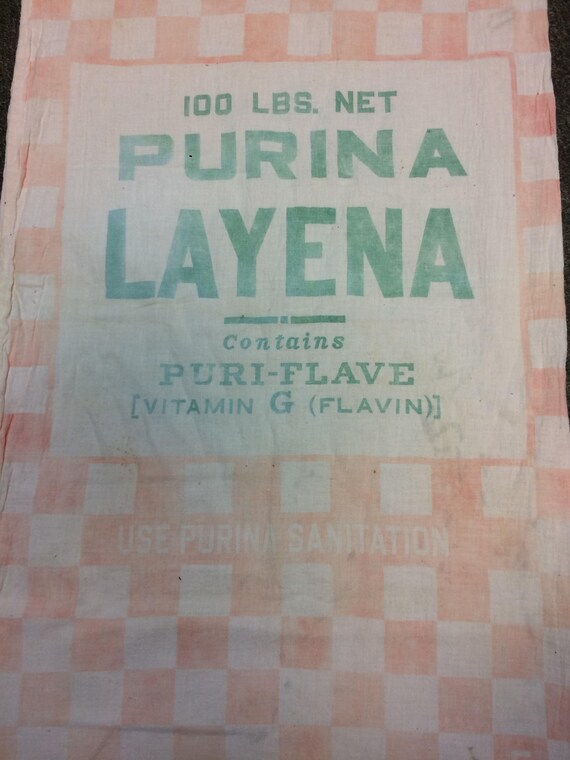 100 LBS. NET
PURINA
LAYENA
Contains
PURI-FLAVE
[VITAMIN G (FLAVIN)]
USE PURINA SANITATION